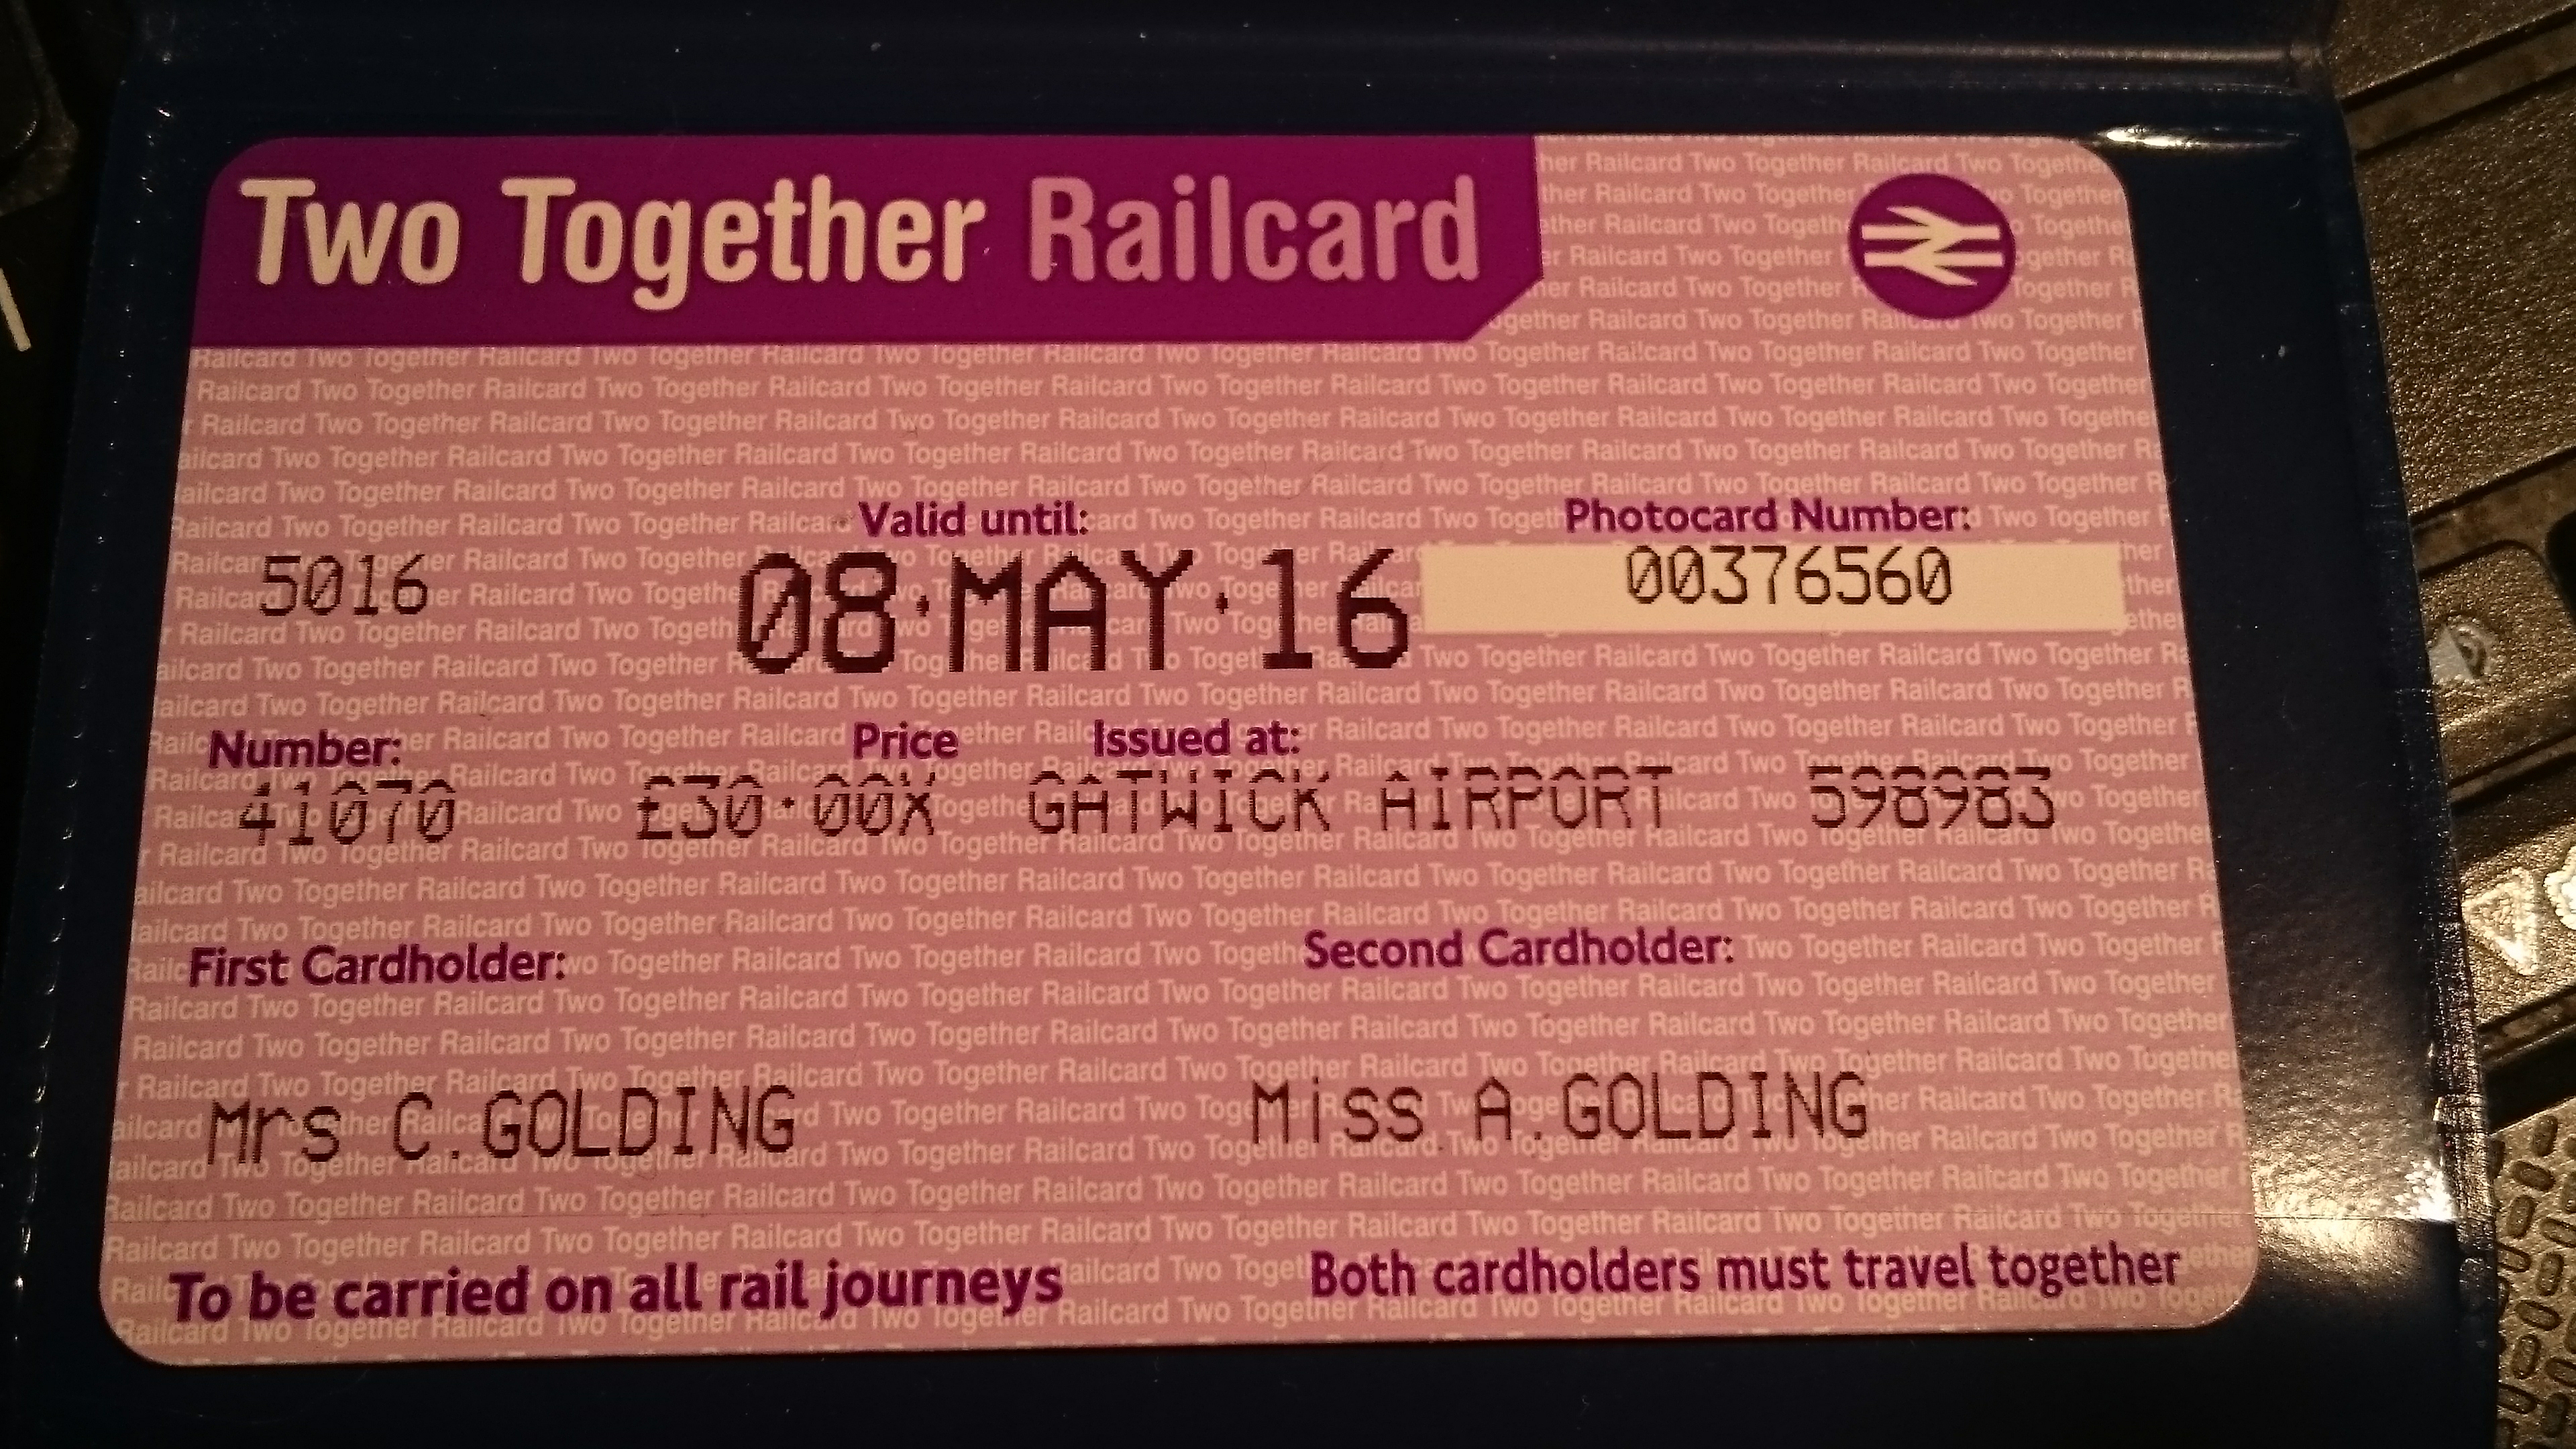 Two Together Railcard
Valid until: Photocard Number:
5016 08·MAY·16 00376560
Number: Price Issued at:
41070 £30·00X GATWICK AIRPORT 598983
First Cardholder: Second Cardholder:
Mrs C.GOLDING Miss A.GOLDING
To be carried on all rail journeys Both cardholders must travel together